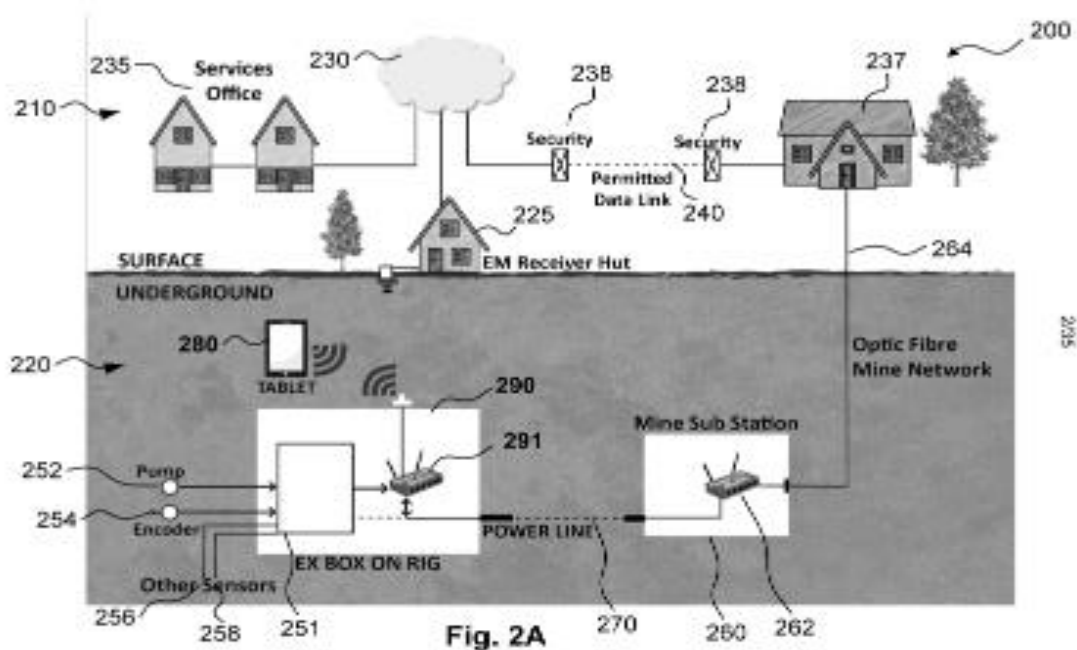 200
235
Services
Office
230
238
238
237
210
Security
Security
Permitted
Data Link
240
225
264
SURFACE
EM Receiver Hut
UNDERGROUND
280
TABLET
220
Optic Fibre
Mine Network
2/35
290
Mine Sub Station
291
252
Pump
254
Encoder
POWER LINE
EX BOX ON RIG
Other Sensors
256
258
251
270
260
262
Fig. 2A